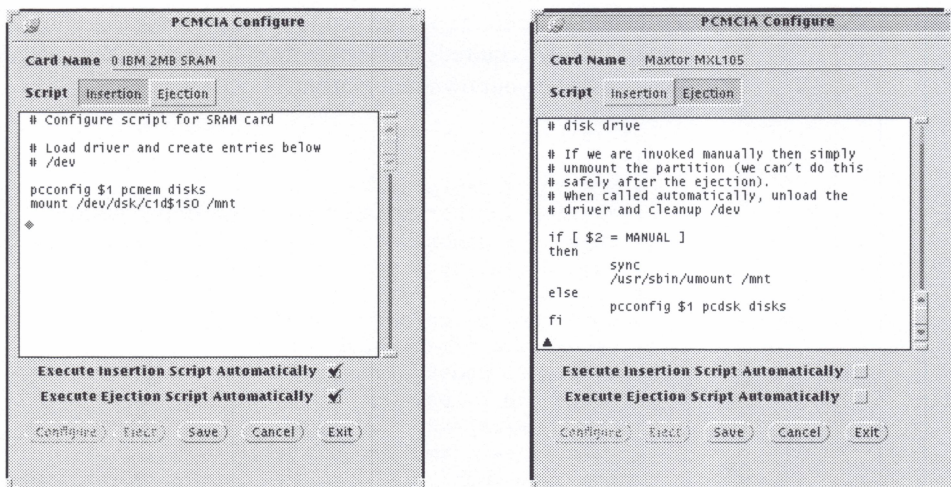 PCMCIA Configure
Card Name 0 IBM 2MB SRAM
Script Insertion Ejection
# Configure script for SRAM card
# Load driver and create entries below
# /dev
pcconfig $1 pcmem disks
mount /dev/dsk/c1d$1s0 /mnt
Execute Insertion Script Automatically
Execute Ejection Script Automatically
Configure Eject Save Cancel Exit
PCMCIA Configure
Card Name Maxtor MXL105
Script Insertion Ejection
# disk drive
# If we are invoked manually then simply
# unmount the partition (we can't do this
# safely after the ejection).
# When called automatically, unload the
# driver and cleanup /dev
if [ $2 = MANUAL ]
then
sync
/usr/sbin/umount /mnt
else
pcconfig $1 pcdsk disks
fi
Execute Insertion Script Automatically
Execute Ejection Script Automatically
Configure Eject Save Cancel Exit